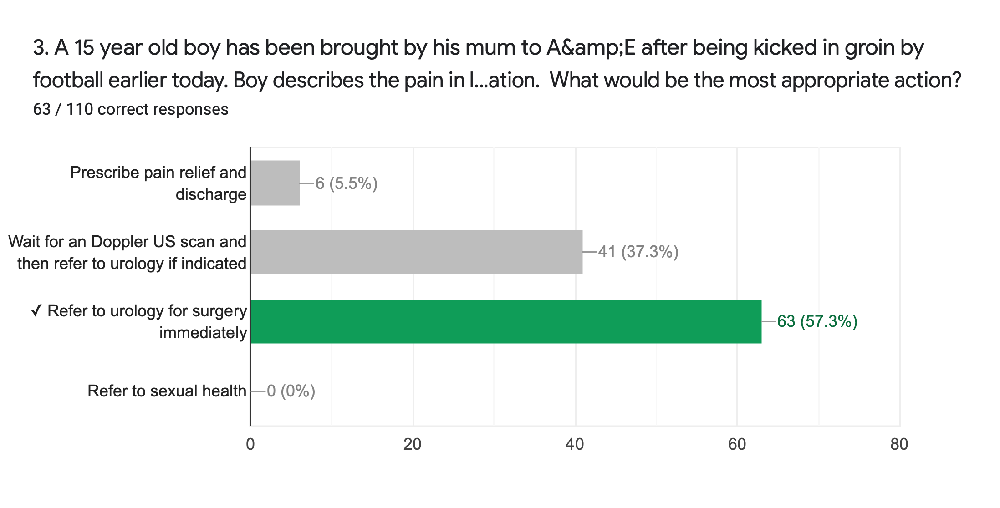 3. A 15 year old boy has been brought by his mum to A&amp;E after being kicked in groin by
football earlier today. Boy describes the pain in l...ation.  What would be the most appropriate action?
63 / 110 correct responses
Prescribe pain relief and
discharge
6 (5.5%)
Wait for an Doppler US scan and
then refer to urology if indicated
41 (37.3%)
✓ Refer to urology for surgery
immediately
63 (57.3%)
Refer to sexual health
0 (0%)
0 20 40 60 80